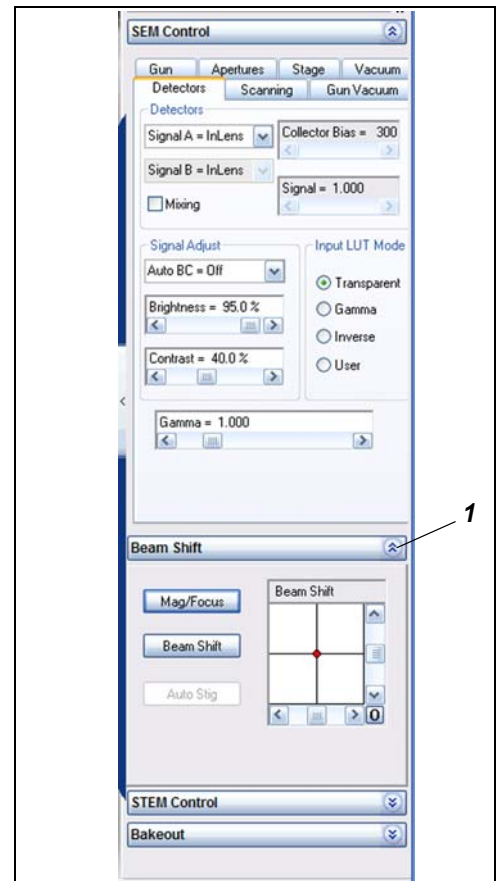 SEM Control
Gun Apertures Stage Vacuum
Detectors Scanning Gun Vacuum
Detectors
Signal A = InLens
Collector Bias = 300
Signal B = InLens
Signal = 1.000
Mixing
Signal Adjust
Input LUT Mode
Auto BC = Off
Transparent
Brightness = 95.0 %
Gamma
Inverse
Contrast = 40.0 %
User
Gamma = 1.000
1
Beam Shift
Mag/Focus
Beam Shift
Beam Shift
Auto Stig
0
STEM Control
Bakeout